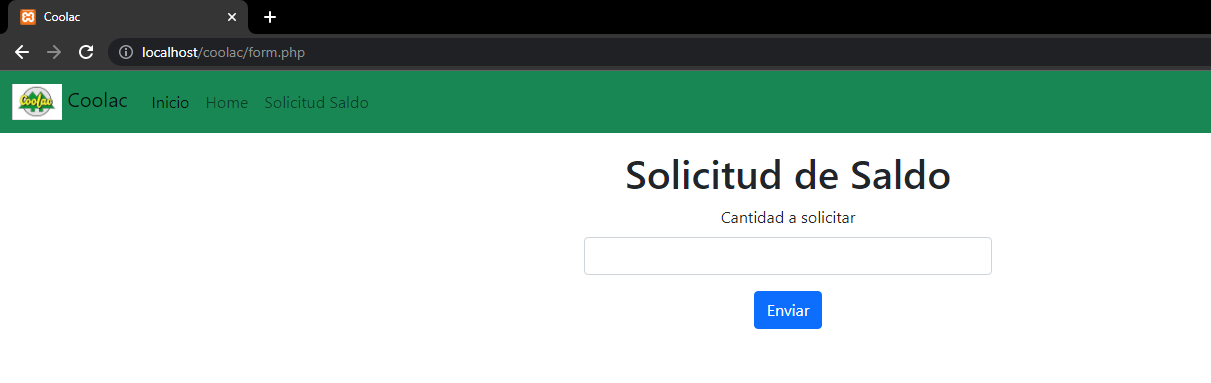 Coolac
localhost/coolac/form.php
Coolac Coolac Inicio Home Solicitud Saldo
Solicitud de Saldo
Cantidad a solicitar
Enviar